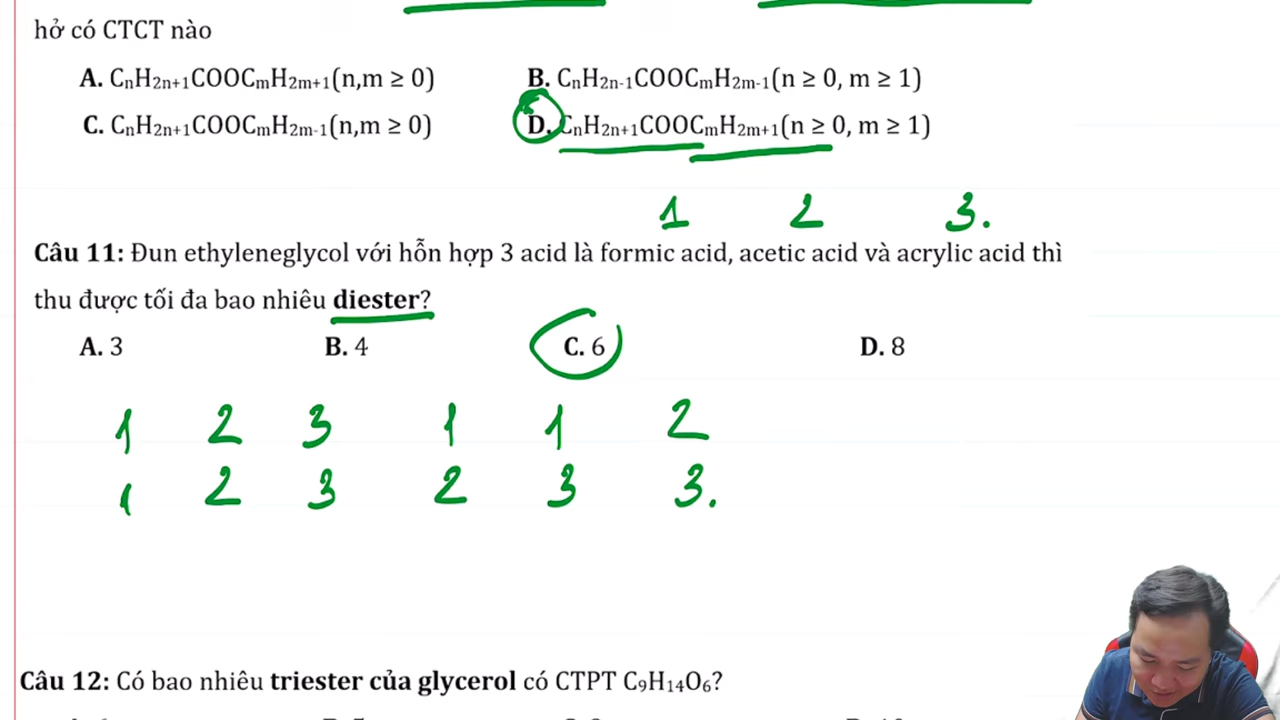 hở có CTCT nào
A. CnH2n+1COOCmH2m+1(n,m ≥ 0) B. CnH2n-1COOCmH2m-1(n ≥ 0, m ≥ 1)
C. CnH2n+1COOCmH2m-1(n,m ≥ 0) D. CnH2n+1COOCmH2m+1(n ≥ 0, m ≥ 1)
1 2 3.
Câu 11: Đun ethyleneglycol với hỗn hợp 3 acid là formic acid, acetic acid và acrylic acid thì
thu được tối đa bao nhiêu diester?
A. 3 B. 4 C. 6 D. 8
1 2 3 1 1 2
1 2 3 2 3 3.
Câu 12: Có bao nhiêu triester của glycerol có CTPT C9H14O6?